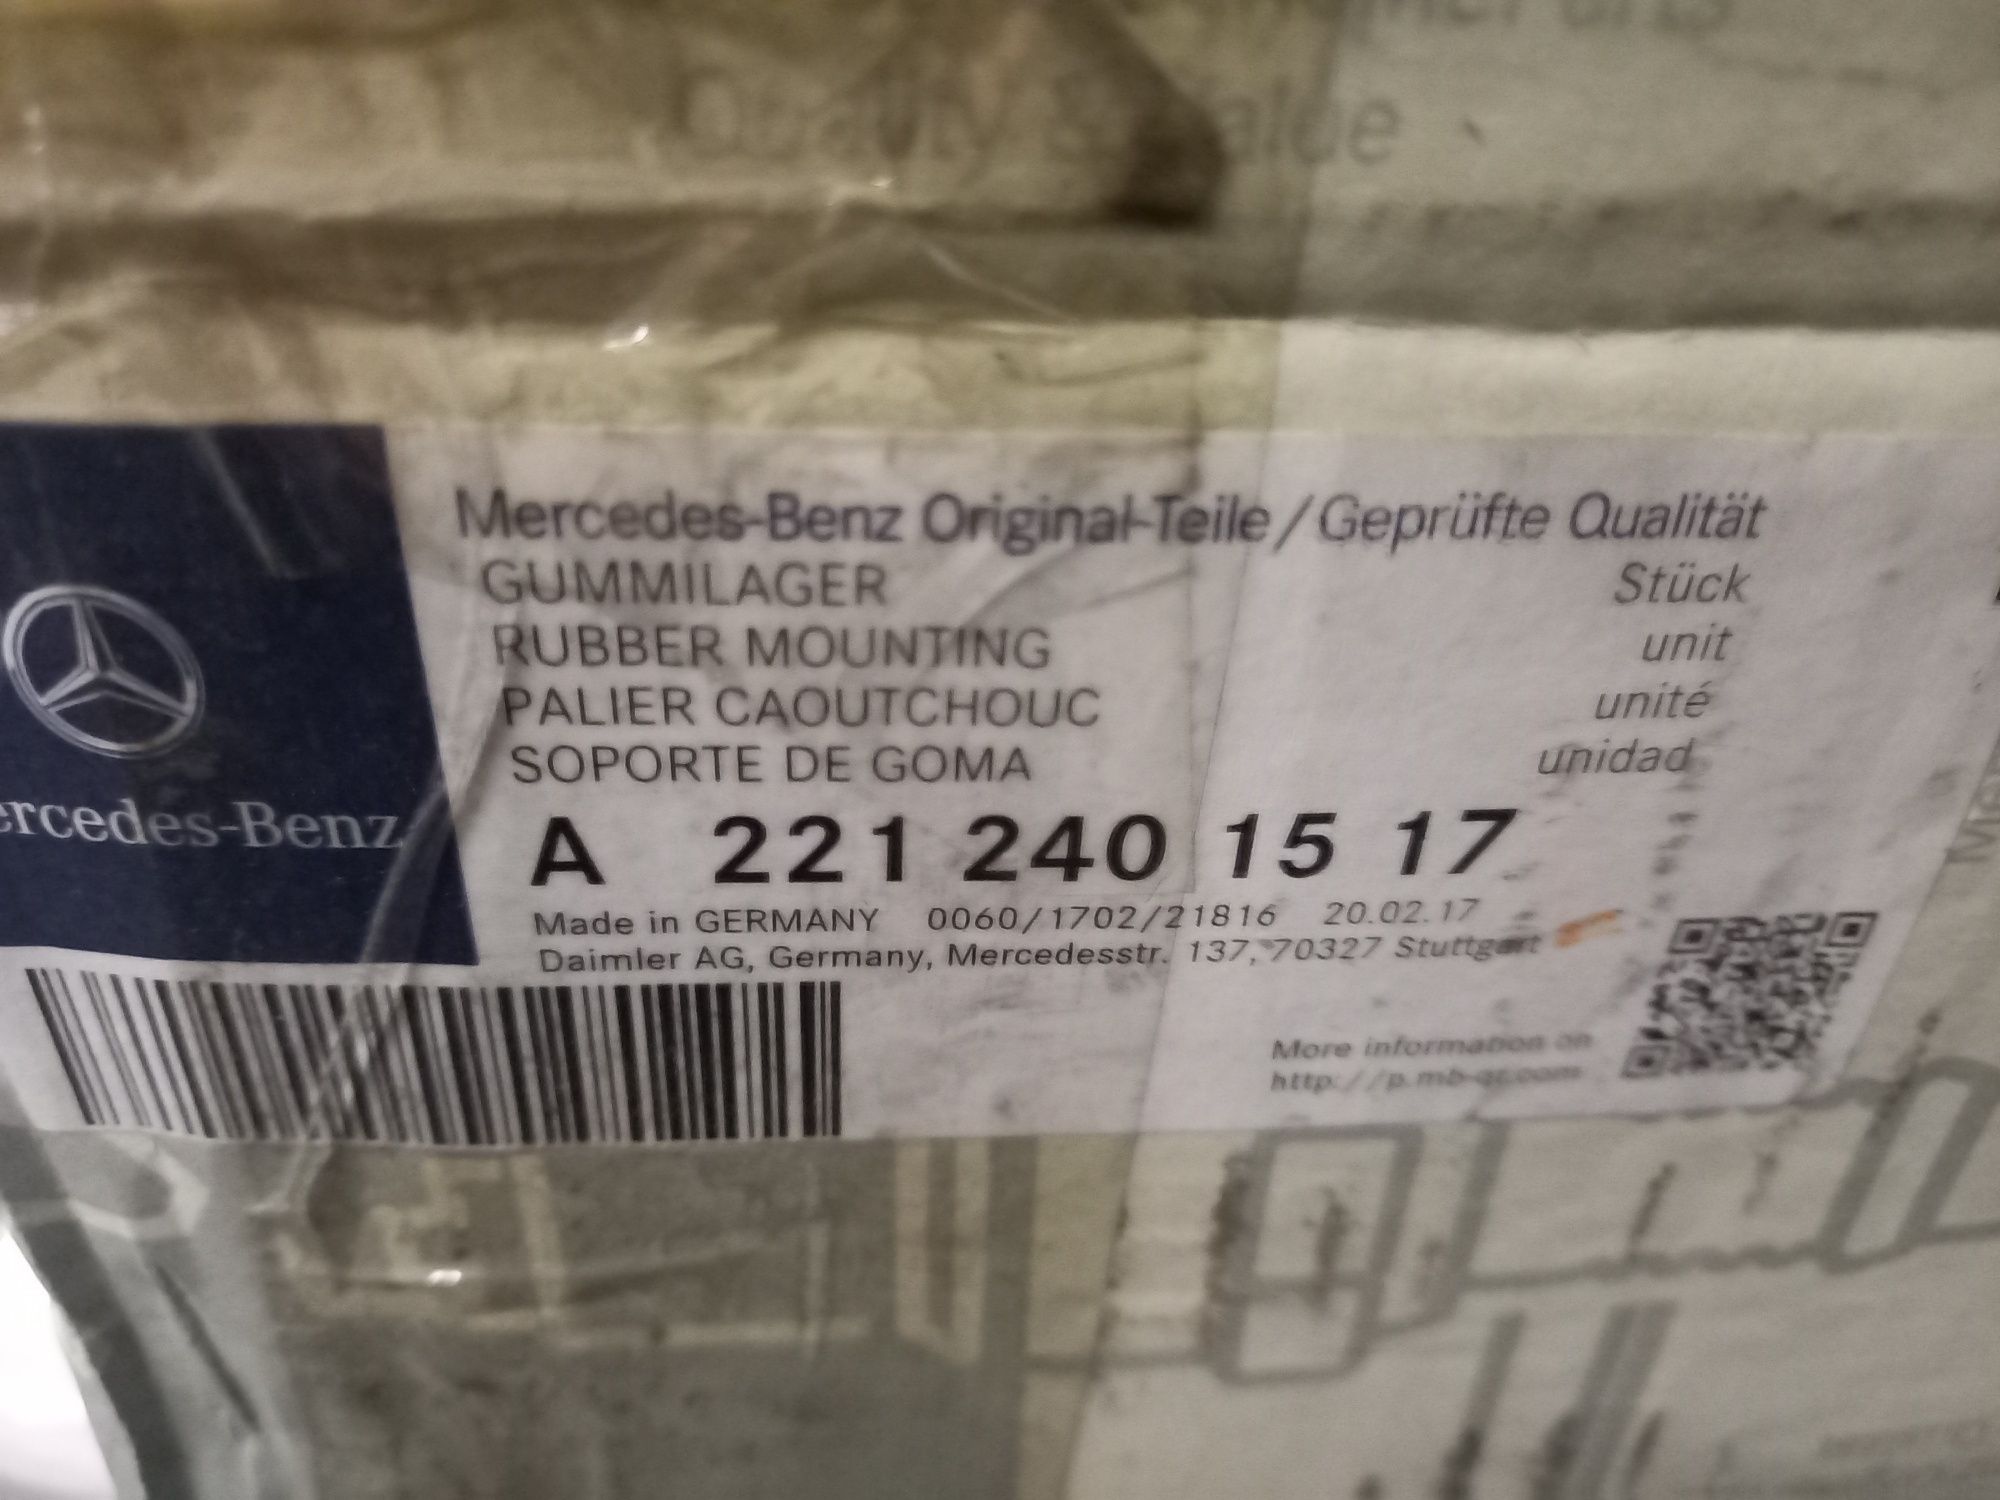 Quality &
Mercedes-Benz Original-Teile/Geprüfte Qualität
GUMMILAGER Stück
RUBBER MOUNTING unit
PALIER CAOUTCHOUC unité
SOPORTE DE GOMA unidad
ercedes-Benz
A 221 240 15 17
Made in GERMANY 0060/1702/21816 20.02.17
Daimler AG, Germany, Mercedesstr. 137, 70327 Stuttgart
More information on
http://p.mb-qr.com